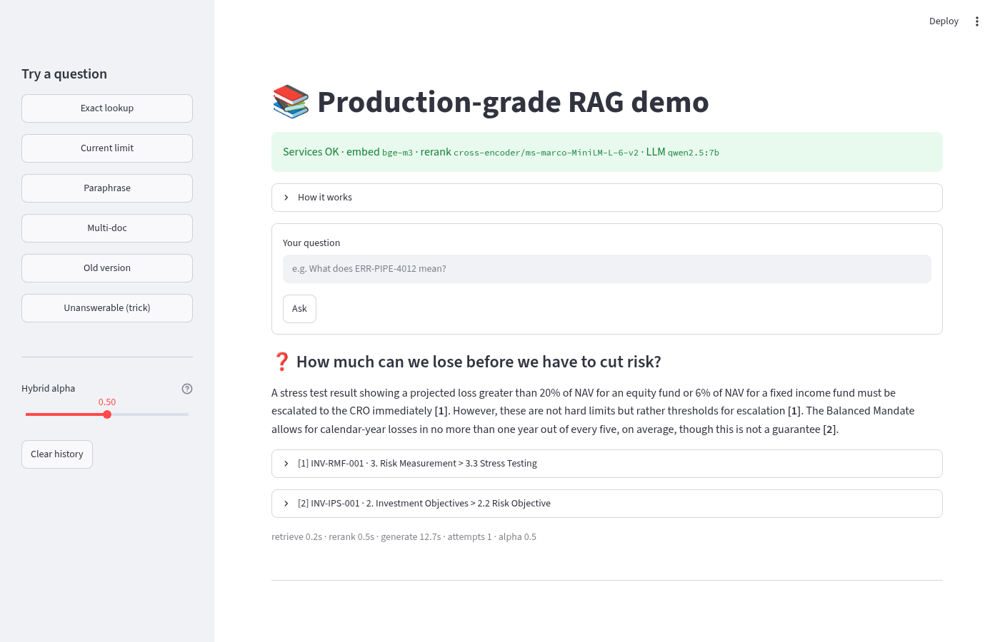 Deploy
Try a question
Exact lookup
Current limit
Paraphrase
Multi-doc
Old version
Unanswerable (trick)
Hybrid alpha
0.50
Clear history
📚 Production-grade RAG demo
Services OK · embed bge-m3 · rerank cross-encoder/ms-marco-MiniLM-L-6-v2 · LLM qwen2.5:7b
How it works
Your question
e.g. What does ERR-PIPE-4012 mean?
Ask
❓ How much can we lose before we have to cut risk?
A stress test result showing a projected loss greater than 20% of NAV for an equity fund or 6% of NAV for a fixed income fund must be
escalated to the CRO immediately [1]. However, these are not hard limits but rather thresholds for escalation [1]. The Balanced Mandate
allows for calendar-year losses in no more than one year out of every five, on average, though this is not a guarantee [2].
[1] INV-RMF-001 · 3. Risk Measurement > 3.3 Stress Testing
[2] INV-IPS-001 · 2. Investment Objectives > 2.2 Risk Objective
retrieve 0.2s · rerank 0.5s · generate 12.7s · attempts 1 · alpha 0.5